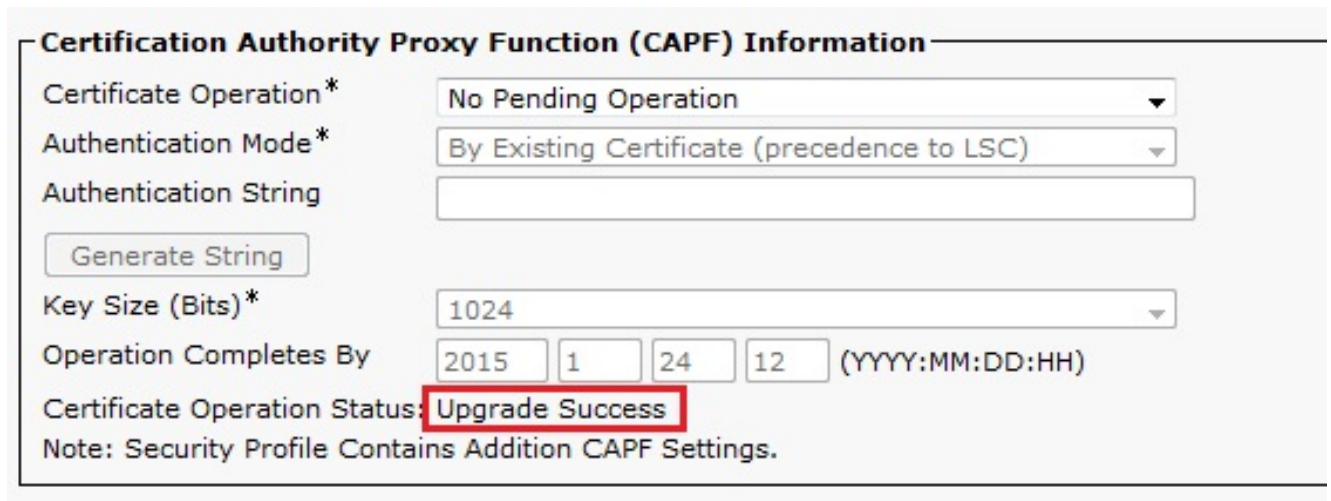 Certification Authority Proxy Function (CAPF) Information
Certificate Operation* No Pending Operation
Authentication Mode* By Existing Certificate (precedence to LSC)
Authentication String
Generate String
Key Size (Bits)* 1024
Operation Completes By 2015 1 24 12 (YYYY:MM:DD:HH)
Certificate Operation Status: Upgrade Success
Note: Security Profile Contains Addition CAPF Settings.